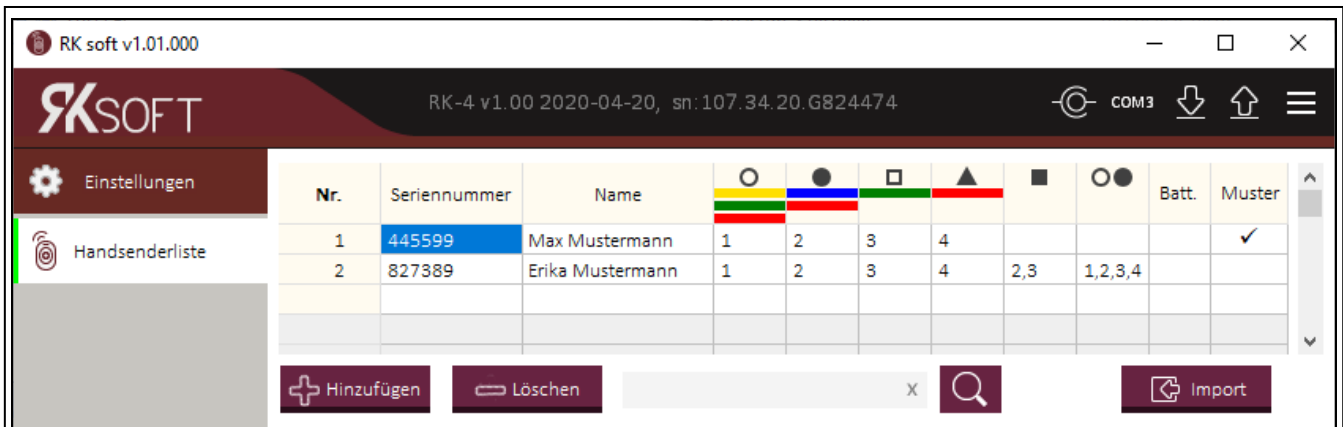 RK soft v1.01.000
RKSOFT
RK-4 v1.00 2020-04-20, sn:107.34.20.G824474
COM3
Einstellungen
Handsenderliste
Nr. Seriennummer Name Batt. Muster
1 445599 Max Mustermann 1 2 3 4 ✓
2 827389 Erika Mustermann 1 2 3 4 2,3 1,2,3,4
Hinzufügen Löschen x Import